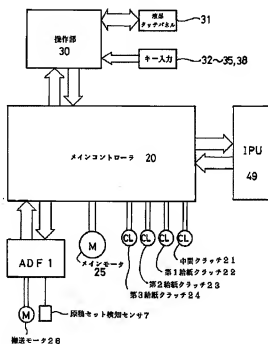 操作部
30
液晶
タッチパネル
31
キー入力
32～35,38
メインコントローラ 20
IPU
49
ADF1
M
メインモータ
25
CL
CL
CL
CL
中間クラッチ21
第1給紙クラッチ22
第2給紙クラッチ23
第3給紙クラッチ24
M
搬送モータ26
原稿セット検知センサ7